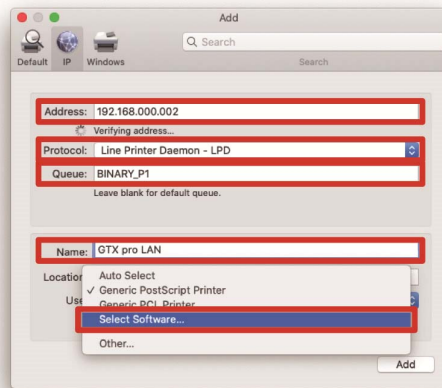 Add
Search
Default IP Windows Search
Address: 192.168.000.002
Verifying address...
Protocol: Line Printer Daemon - LPD
Queue: BINARY_P1
Leave blank for default queue.
Name: GTX pro LAN
Location
Auto Select
✓ Generic PostScript Printer
Generic PCL Printer
Use
Select Software...
Other...
Add